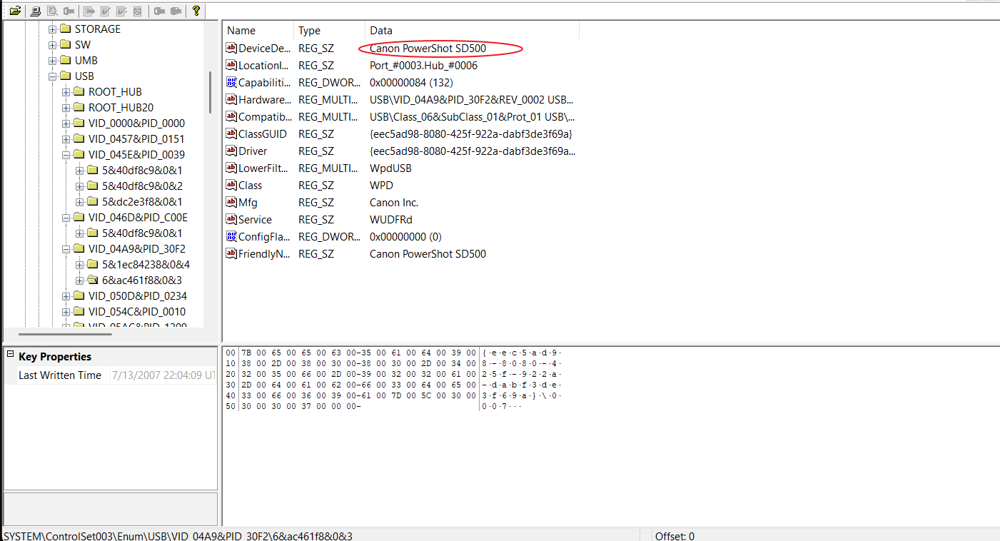 STORAGE
SW
UMB
USB
ROOT_HUB
ROOT_HUB20
VID_0000&PID_0000
VID_0457&PID_0151
VID_045E&PID_0039
5&40df8c9&0&1
5&40df8c9&0&2
5&dc2e3f8&0&1
VID_046D&PID_C00E
5&40df8c9&0&1
VID_04A9&PID_30F2
5&1ec84238&0&4
6&ac461f8&0&3
VID_050D&PID_0234
VID_054C&PID_0010
VID_05AC&PID_1209
Name Type Data
DeviceDe... REG_SZ Canon PowerShot SD500
LocationI... REG_SZ Port_#0003.Hub_#0006
Capabiliti... REG_DWOR... 0x00000084 (132)
Hardware... REG_MULTI... USB\VID_04A9&PID_30F2&REV_0002 USB...
Compatib... REG_MULTI... USB\Class_06&SubClass_01&Prot_01 USB\...
ClassGUID REG_SZ {eec5ad98-8080-425f-922a-dabf3de3f69a}
Driver REG_SZ {eec5ad98-8080-425f-922a-dabf3de3f69a...
LowerFilt... REG_MULTI... WpdUSB
Class REG_SZ WPD
Mfg REG_SZ Canon Inc.
Service REG_SZ WUDFRd
ConfigFla... REG_DWOR... 0x00000000 (0)
FriendlyN... REG_SZ Canon PowerShot SD500
Key Properties
Last Written Time 7/13/2007 22:04:09 UT
00 7B 00 65 00 65 00 63 00-35 00 61 00 64 00 39 00 {·e·e·c·5·a·d·9·
10 38 00 2D 00 38 00 30 00-38 00 30 00 2D 00 34 00 8·-·8·0·8·0·-·4·
20 32 00 35 00 66 00 2D 00-39 00 32 00 32 00 61 00 2·5·f·-·9·2·2·a·
30 2D 00 64 00 61 00 62 00-66 00 33 00 64 00 65 00 -·d·a·b·f·3·d·e·
40 33 00 66 00 36 00 39 00-61 00 7D 00 5C 00 30 00 3·f·6·9·a·}·\·0·
50 30 00 30 00 37 00 00 00- 0·0·7···
SYSTEM\ControlSet003\Enum\USB\VID_04A9&PID_30F2\6&ac461f8&0&3 Offset: 0